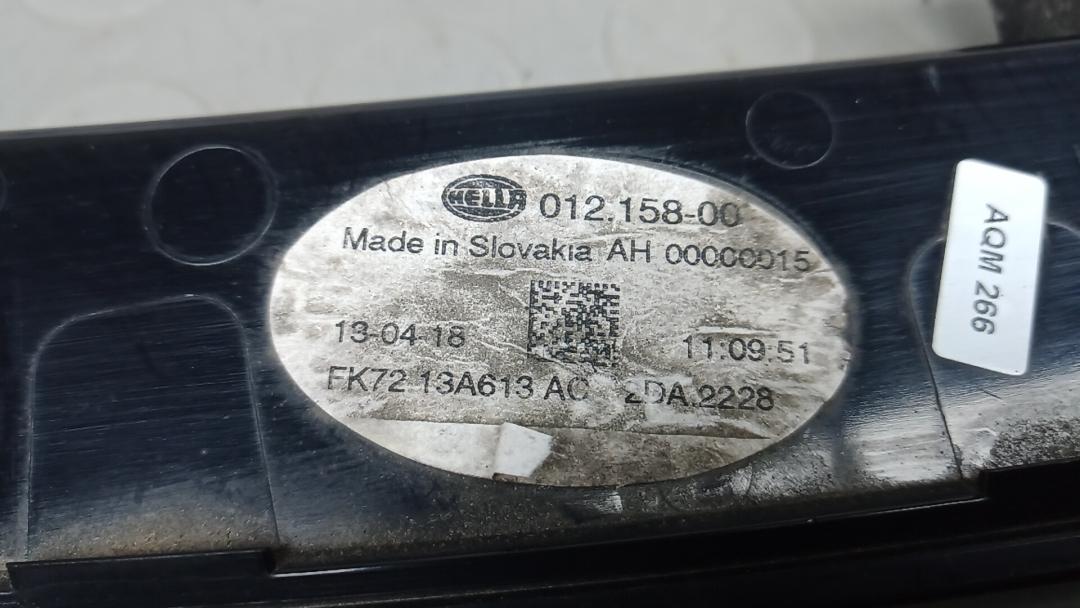 HELLA 012.158-00
Made in Slovakia AH 00000015
13-04-18 11:09:51
FK72 13A613 AC 2DA.2228
AQM 266